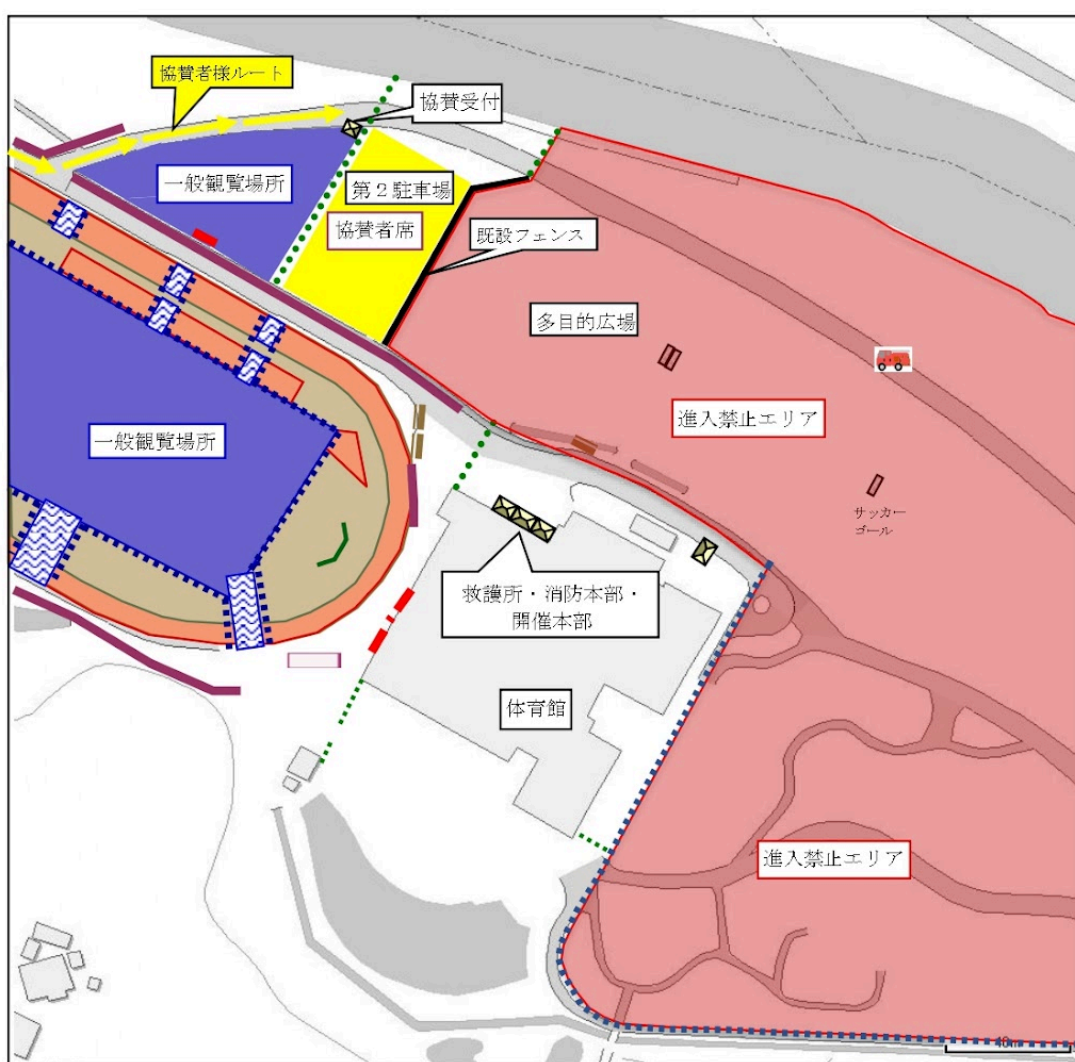 協賛者様ルート
協賛受付
一般観覧場所
第２駐車場
協賛者席
既設フェンス
多目的広場
進入禁止エリア
一般観覧場所
サッカー
ゴール
救護所・消防本部・
開催本部
体育館
進入禁止エリア
40m